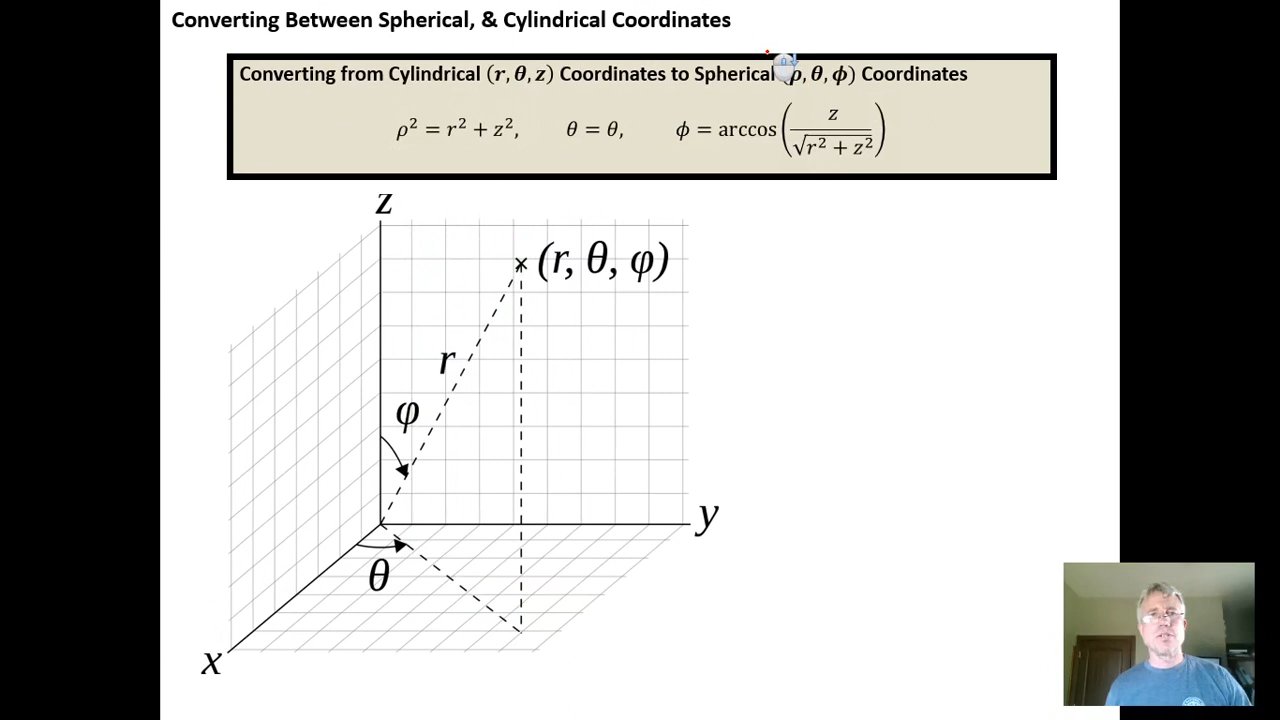 Converting Between Spherical, & Cylindrical Coordinates
Converting from Cylindrical (r, θ, z) Coordinates to Spherical (ρ, θ, ϕ) Coordinates
ρ² = r² + z², θ = θ, ϕ = arccos(z / √(r² + z²))
z
(r, θ, φ)
r
φ
y
θ
x